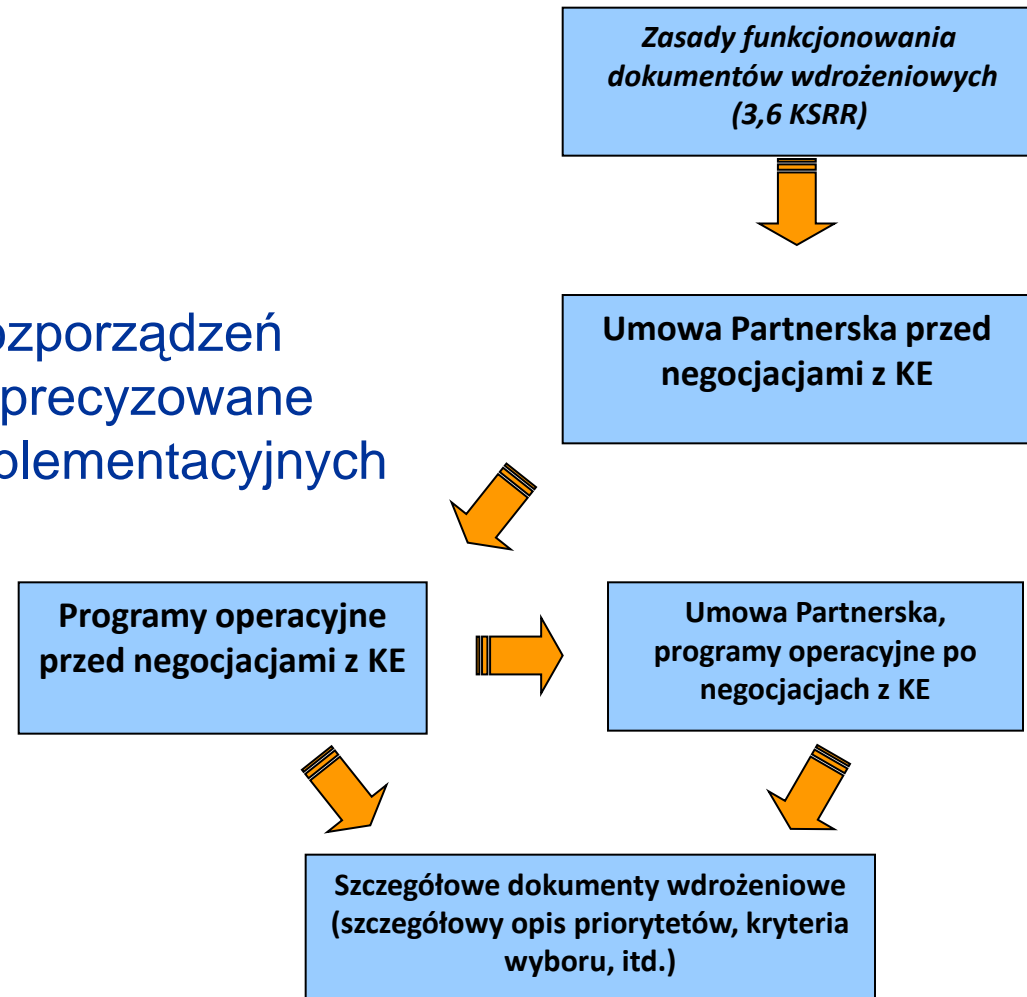 Zasady funkcjonowania
dokumentów wdrożeniowych
(3,6 KSRR)
Umowa Partnerska przed
negocjacjami z KE
ozporządzeń
precyzowane
plementacyjnych
Programy operacyjne
przed negocjacjami z KE
Umowa Partnerska,
programy operacyjne po
negocjacjach z KE
Szczegółowe dokumenty wdrożeniowe
(szczegółowy opis priorytetów, kryteria
wyboru, itd.)